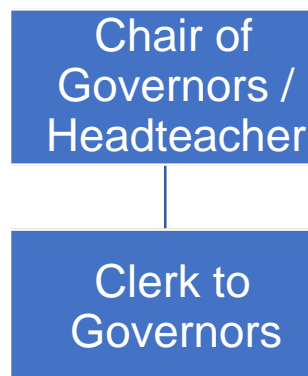 Chair of
Governors /
Headteacher
Clerk to
Governors